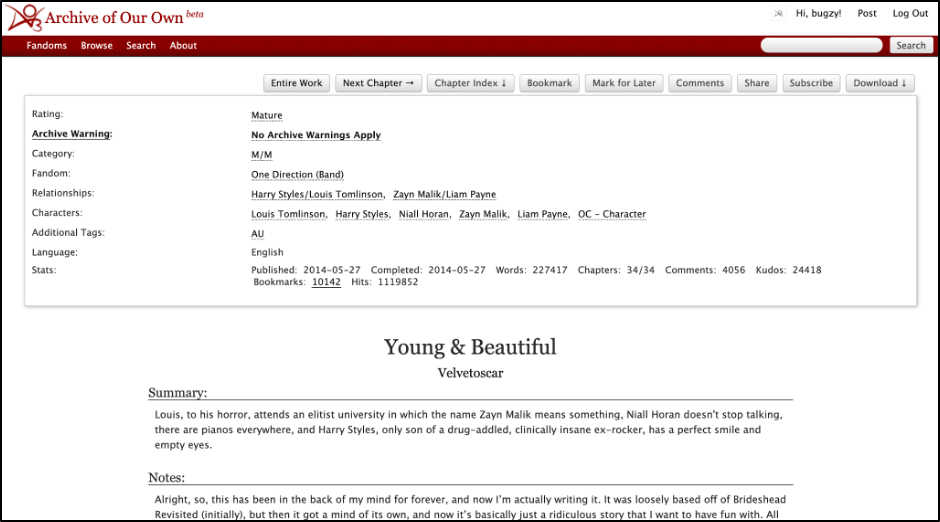 Archive of Our Own beta
Hi, bugzy! Post Log Out
Fandoms Browse Search About Search
Entire Work Next Chapter → Chapter Index ↓ Bookmark Mark for Later Comments Share Subscribe Download ↓
Rating: Mature
Archive Warning: No Archive Warnings Apply
Category: M/M
Fandom: One Direction (Band)
Relationships: Harry Styles/Louis Tomlinson, Zayn Malik/Liam Payne
Characters: Louis Tomlinson, Harry Styles, Niall Horan, Zayn Malik, Liam Payne, OC - Character
Additional Tags: AU
Language: English
Stats: Published: 2014-05-27 Completed: 2014-05-27 Words: 227417 Chapters: 34/34 Comments: 4056 Kudos: 24418
Bookmarks: 10142 Hits: 1119852
Young & Beautiful
Velvetoscar
Summary:
Louis, to his horror, attends an elitist university in which the name Zayn Malik means something, Niall Horan doesn't stop talking,
there are pianos everywhere, and Harry Styles, only son of a drug-addled, clinically insane ex-rocker, has a perfect smile and
empty eyes.
Notes:
Alright, so, this has been in the back of my mind for forever, and now I'm actually writing it. It was loosely based off of Brideshead
Revisited (initially), but then it got a mind of its own, and now it's basically just a ridiculous story that I want to have fun with. All